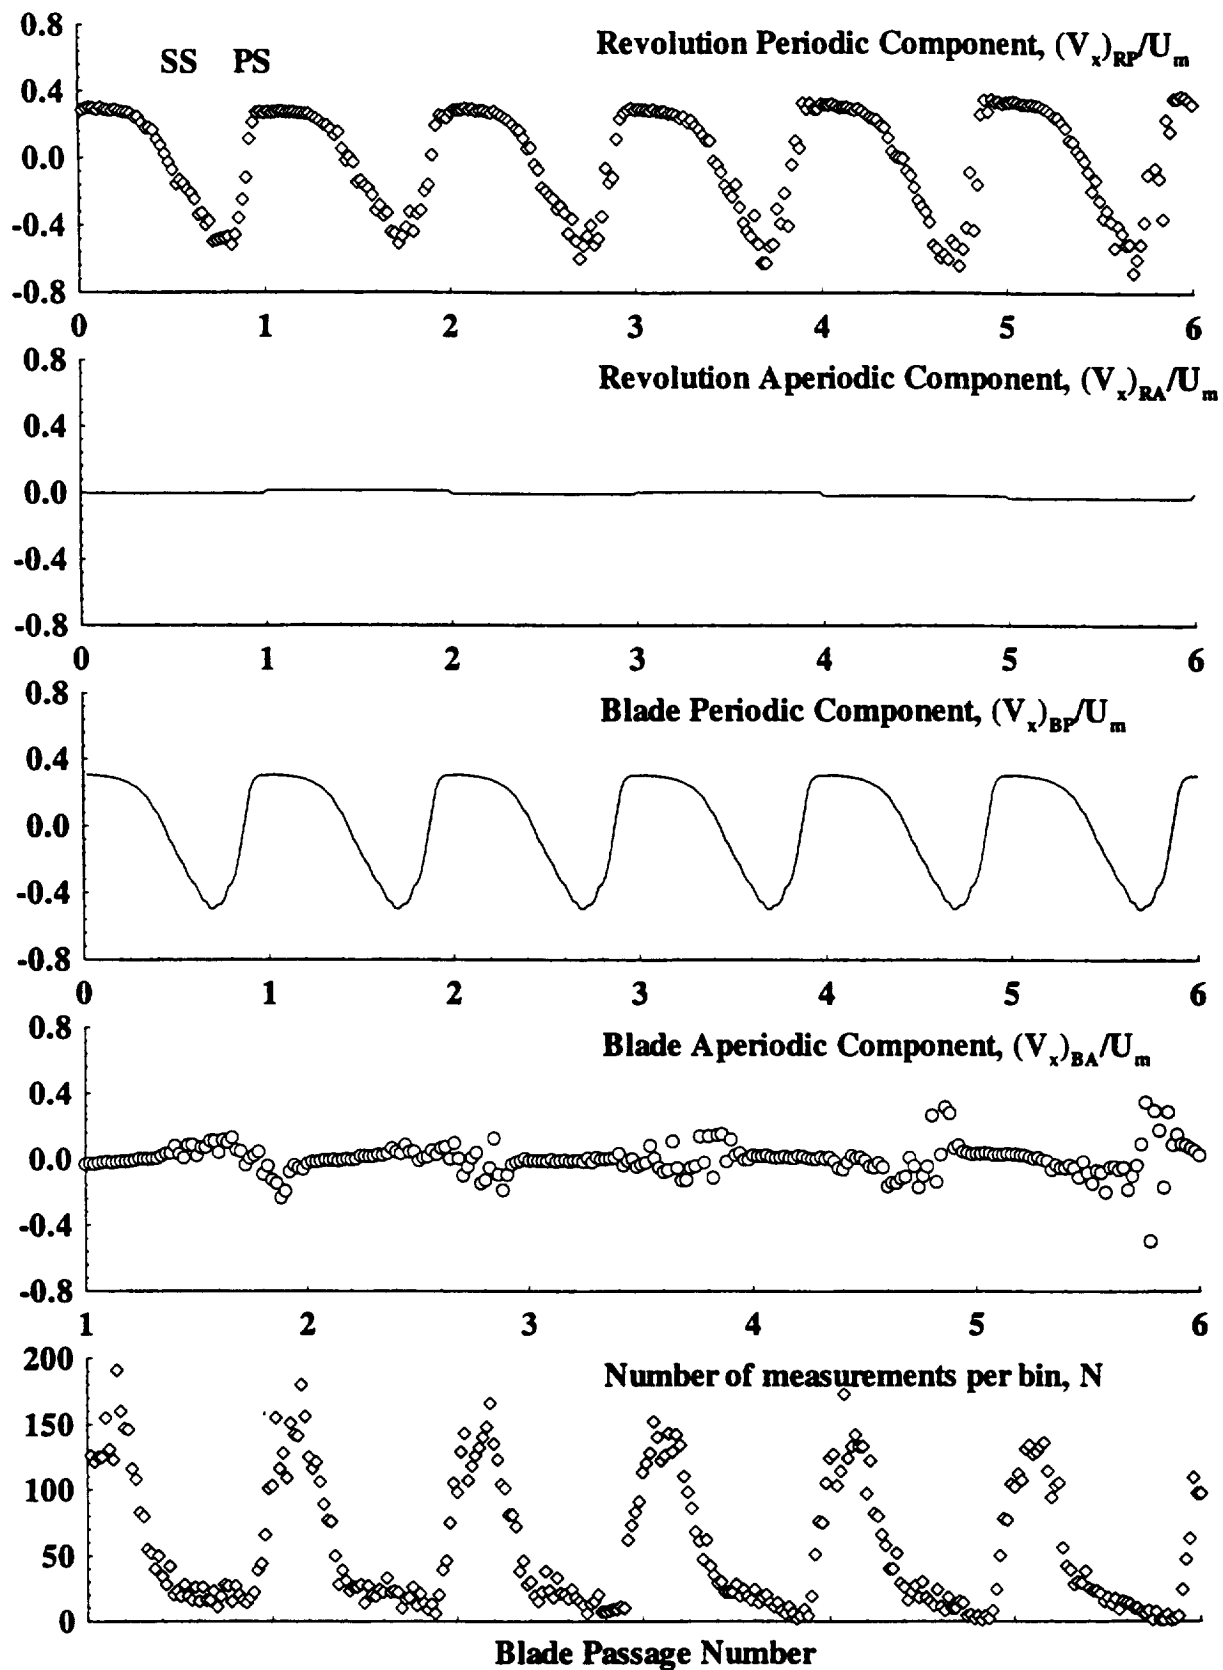 0.8
SS PS
Revolution Periodic Component, (V_x)_RP/U_m
0.4
0.0
-0.4
-0.8
0 1 2 3 4 5 6
0.8
Revolution Aperiodic Component, (V_x)_RA/U_m
0.4
0.0
-0.4
-0.8
0 1 2 3 4 5 6
0.8
Blade Periodic Component, (V_x)_BP/U_m
0.4
0.0
-0.4
-0.8
0 1 2 3 4 5 6
0.8
Blade Aperiodic Component, (V_x)_BA/U_m
0.4
0.0
-0.4
-0.8
1 2 3 4 5 6
200
Number of measurements per bin, N
150
100
50
0
Blade Passage Number